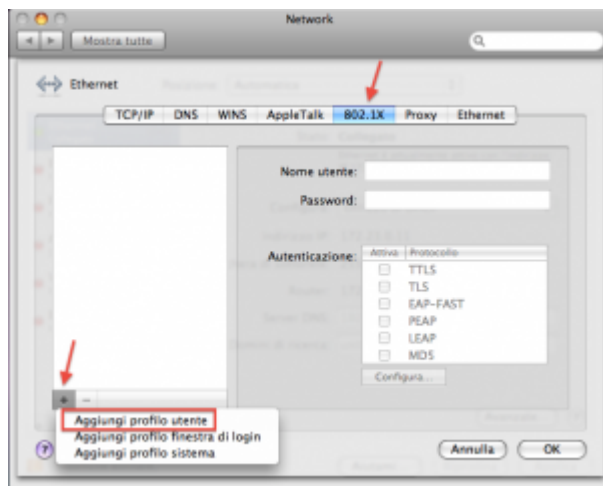 Network
Mostra tutte
Ethernet
TCP/IP DNS WINS AppleTalk 802.1X Proxy Ethernet
Nome utente:
Password:
Autenticazione:
Attiva Protocollo
TTLS
TLS
EAP-FAST
PEAP
LEAP
MD5
Configura...
+ -
Aggiungi profilo utente
Aggiungi profilo finestra di login
Aggiungi profilo sistema
?
Annulla OK